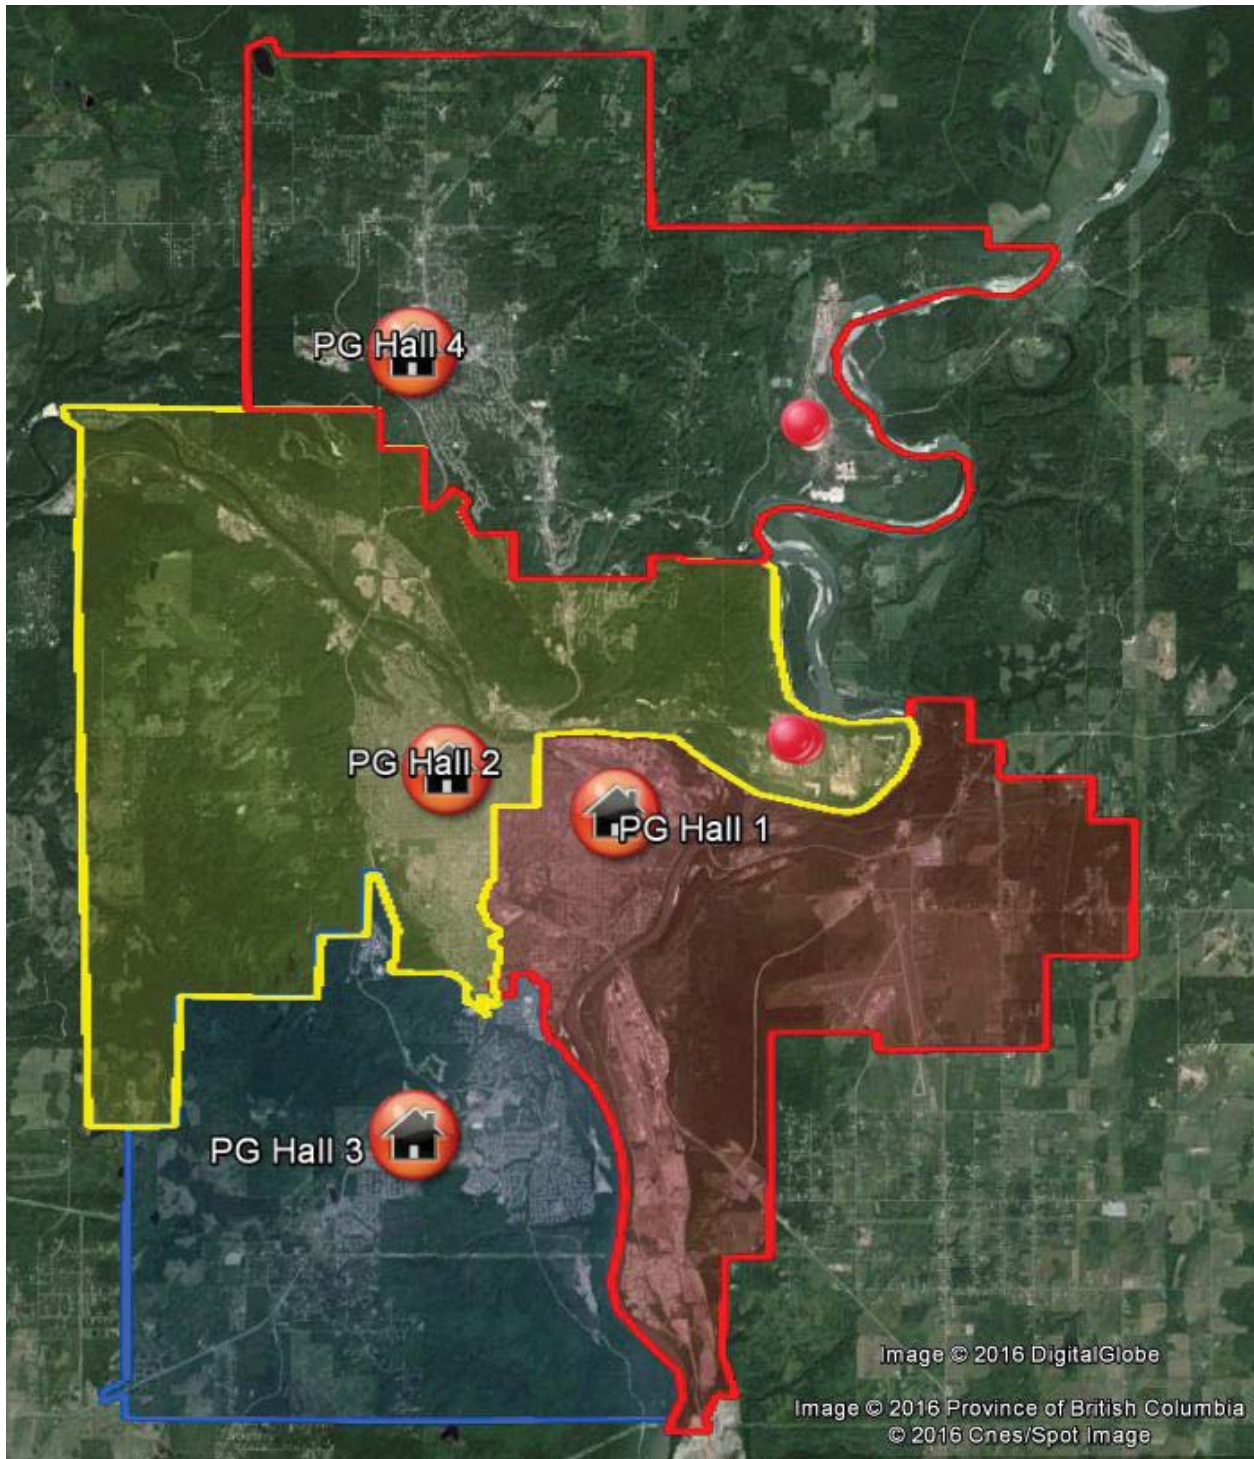 PG Hall 4
PG Hall 2
PG Hall 1
PG Hall 3
Image © 2016 DigitalGlobe
Image © 2016 Province of British Columbia
© 2016 Cnes/Spot Image